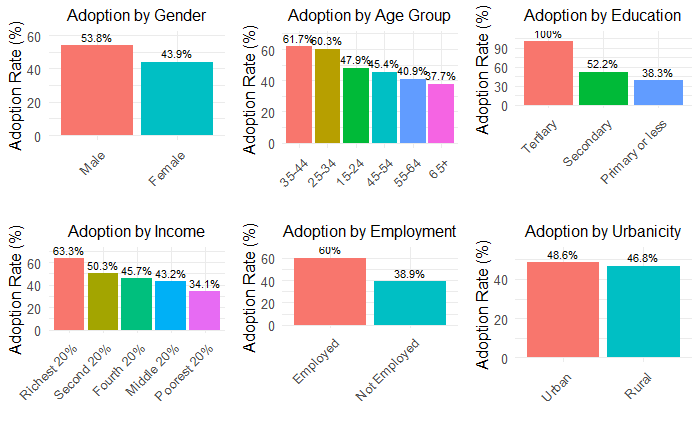 Adoption by Gender
Adoption Rate (%)
60
40
20
0
53.8%
43.9%
Male
Female
Adoption by Age Group
Adoption Rate (%)
60
40
20
0
61.7%
60.3%
47.9%
45.4%
40.9%
37.7%
35-44
25-34
15-24
45-54
55-64
65+
Adoption by Education
Adoption Rate (%)
90
60
30
0
100%
52.2%
38.3%
Tertiary
Secondary
Primary or less
Adoption by Income
Adoption Rate (%)
60
40
20
0
63.3%
50.3%
45.7%
43.2%
34.1%
Richest 20%
Second 20%
Fourth 20%
Middle 20%
Poorest 20%
Adoption by Employment
Adoption Rate (%)
60
40
20
0
60%
38.9%
Employed
Not Employed
Adoption by Urbanicity
Adoption Rate (%)
40
20
0
48.6%
46.8%
Urban
Rural